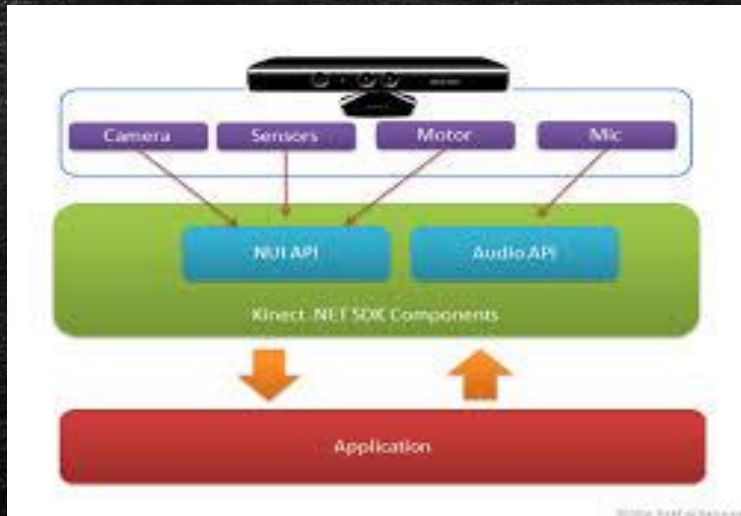 Camera
Sensors
Motor
Mic
NUI API
Audio API
Kinect .NET SDK Components
Application